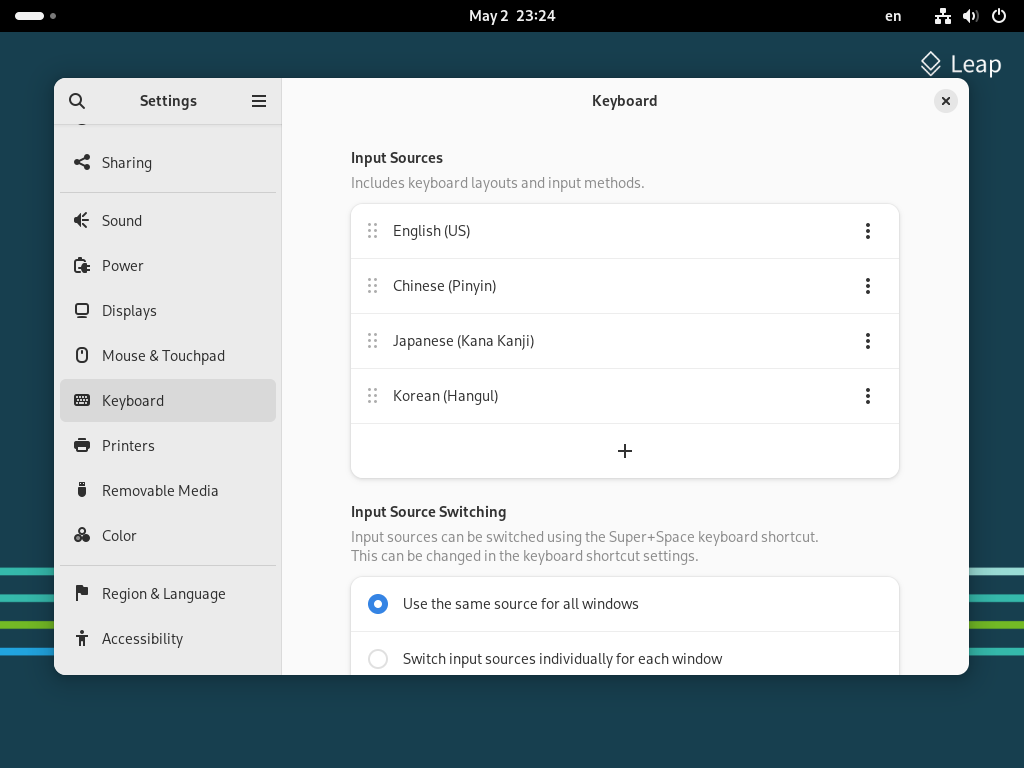 May 2 23:24
en
Leap
Settings
Keyboard
Sharing
Sound
Power
Displays
Mouse & Touchpad
Keyboard
Printers
Removable Media
Color
Region & Language
Accessibility
Input Sources
Includes keyboard layouts and input methods.
English (US)
Chinese (Pinyin)
Japanese (Kana Kanji)
Korean (Hangul)
Input Source Switching
Input sources can be switched using the Super+Space keyboard shortcut.
This can be changed in the keyboard shortcut settings.
Use the same source for all windows
Switch input sources individually for each window